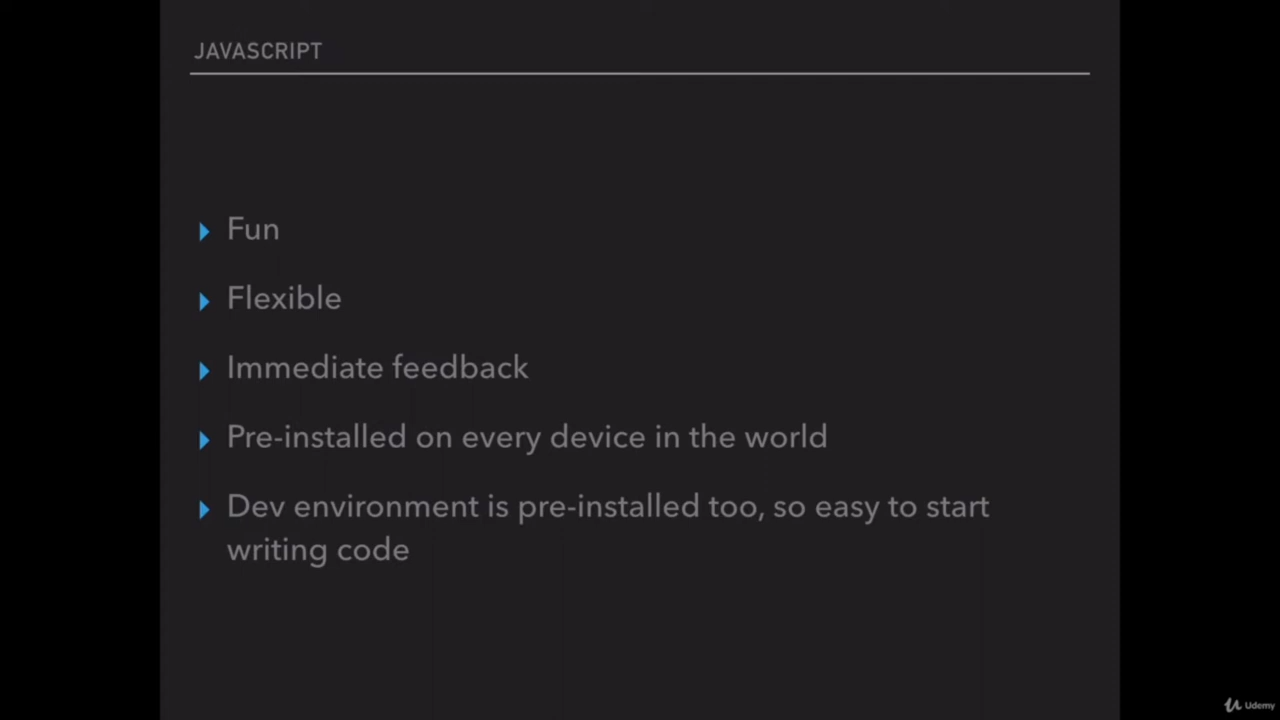 JAVASCRIPT
Fun
Flexible
Immediate feedback
Pre-installed on every device in the world
Dev environment is pre-installed too, so easy to start
writing code
Udemy